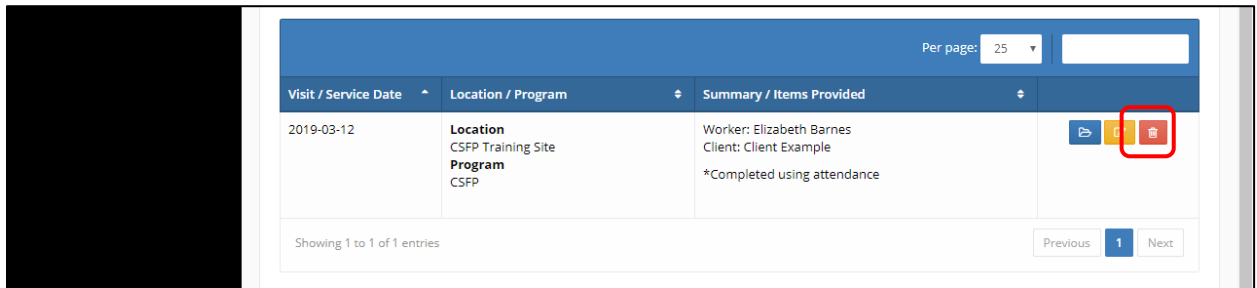 Per page: 25
Visit / Service Date Location / Program Summary / Items Provided
2019-03-12
Location
CSFP Training Site
Program
CSFP
Worker: Elizabeth Barnes
Client: Client Example
*Completed using attendance
Showing 1 to 1 of 1 entries
Previous 1 Next